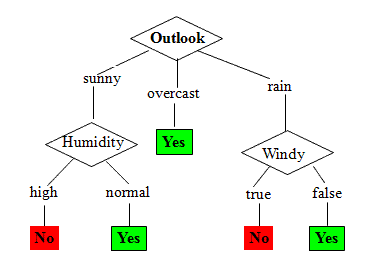 Outlook
sunny
overcast
rain
Humidity
Yes
Windy
high
normal
true
false
No
Yes
No
Yes